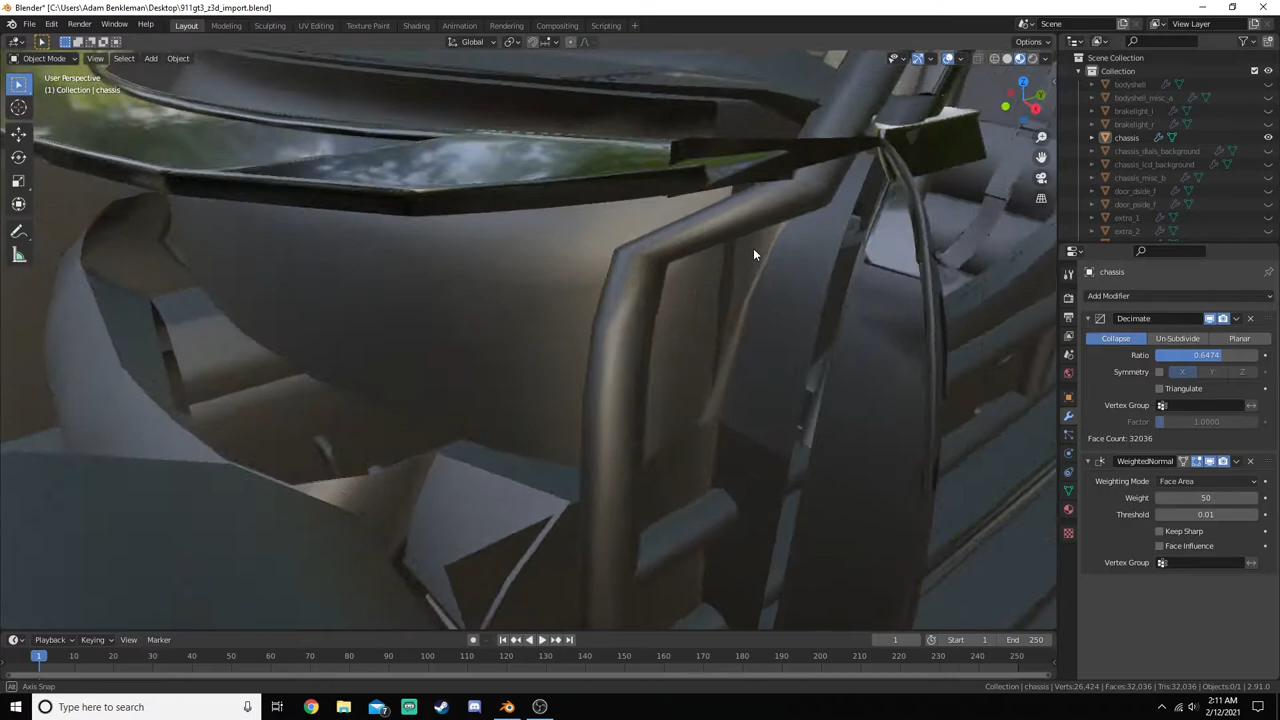 Blender* [C:\Users\Adam Benkleman\Desktop\911gt3_z3d_import.blend]
File Edit Render Window Help
Layout Modeling Sculpting UV Editing Texture Paint Shading Animation Rendering Compositing Scripting
Scene View Layer
Global Options
Object Mode View Select Add Object
User Perspective
(1) Collection | chassis
Z
Y
X
Scene Collection
Collection
bodyshell
bodyshell_misc_a
brakelight_l
brakelight_r
chassis
chassis_dials_background
chassis_lcd_background
chassis_misc_b
door_dside_f
door_pside_f
extra_1
extra_2
chassis
Add Modifier
Decimate
Collapse Un-Subdivide Planar
Ratio 0.6474
Symmetry X Y Z
Triangulate
Vertex Group
Factor 1.0000
Face Count: 32036
WeightedNormal
Weighting Mode Face Area
Weight 50
Threshold 0.01
Keep Sharp
Face Influence
Vertex Group
Playback Keying View Marker 1 Start 1 End 250
1 10 20 30 40 50 60 70 80 90 100 110 120 130 140 150 160 170 180 190 200 210 220 230 240 250
Alt Axis Snap
Collection | chassis | Verts:26,424 | Faces:32,036 | Tris:32,036 | Objects:0/1 | 2.91.0
Type here to search
7
2:11 AM
2/12/2021